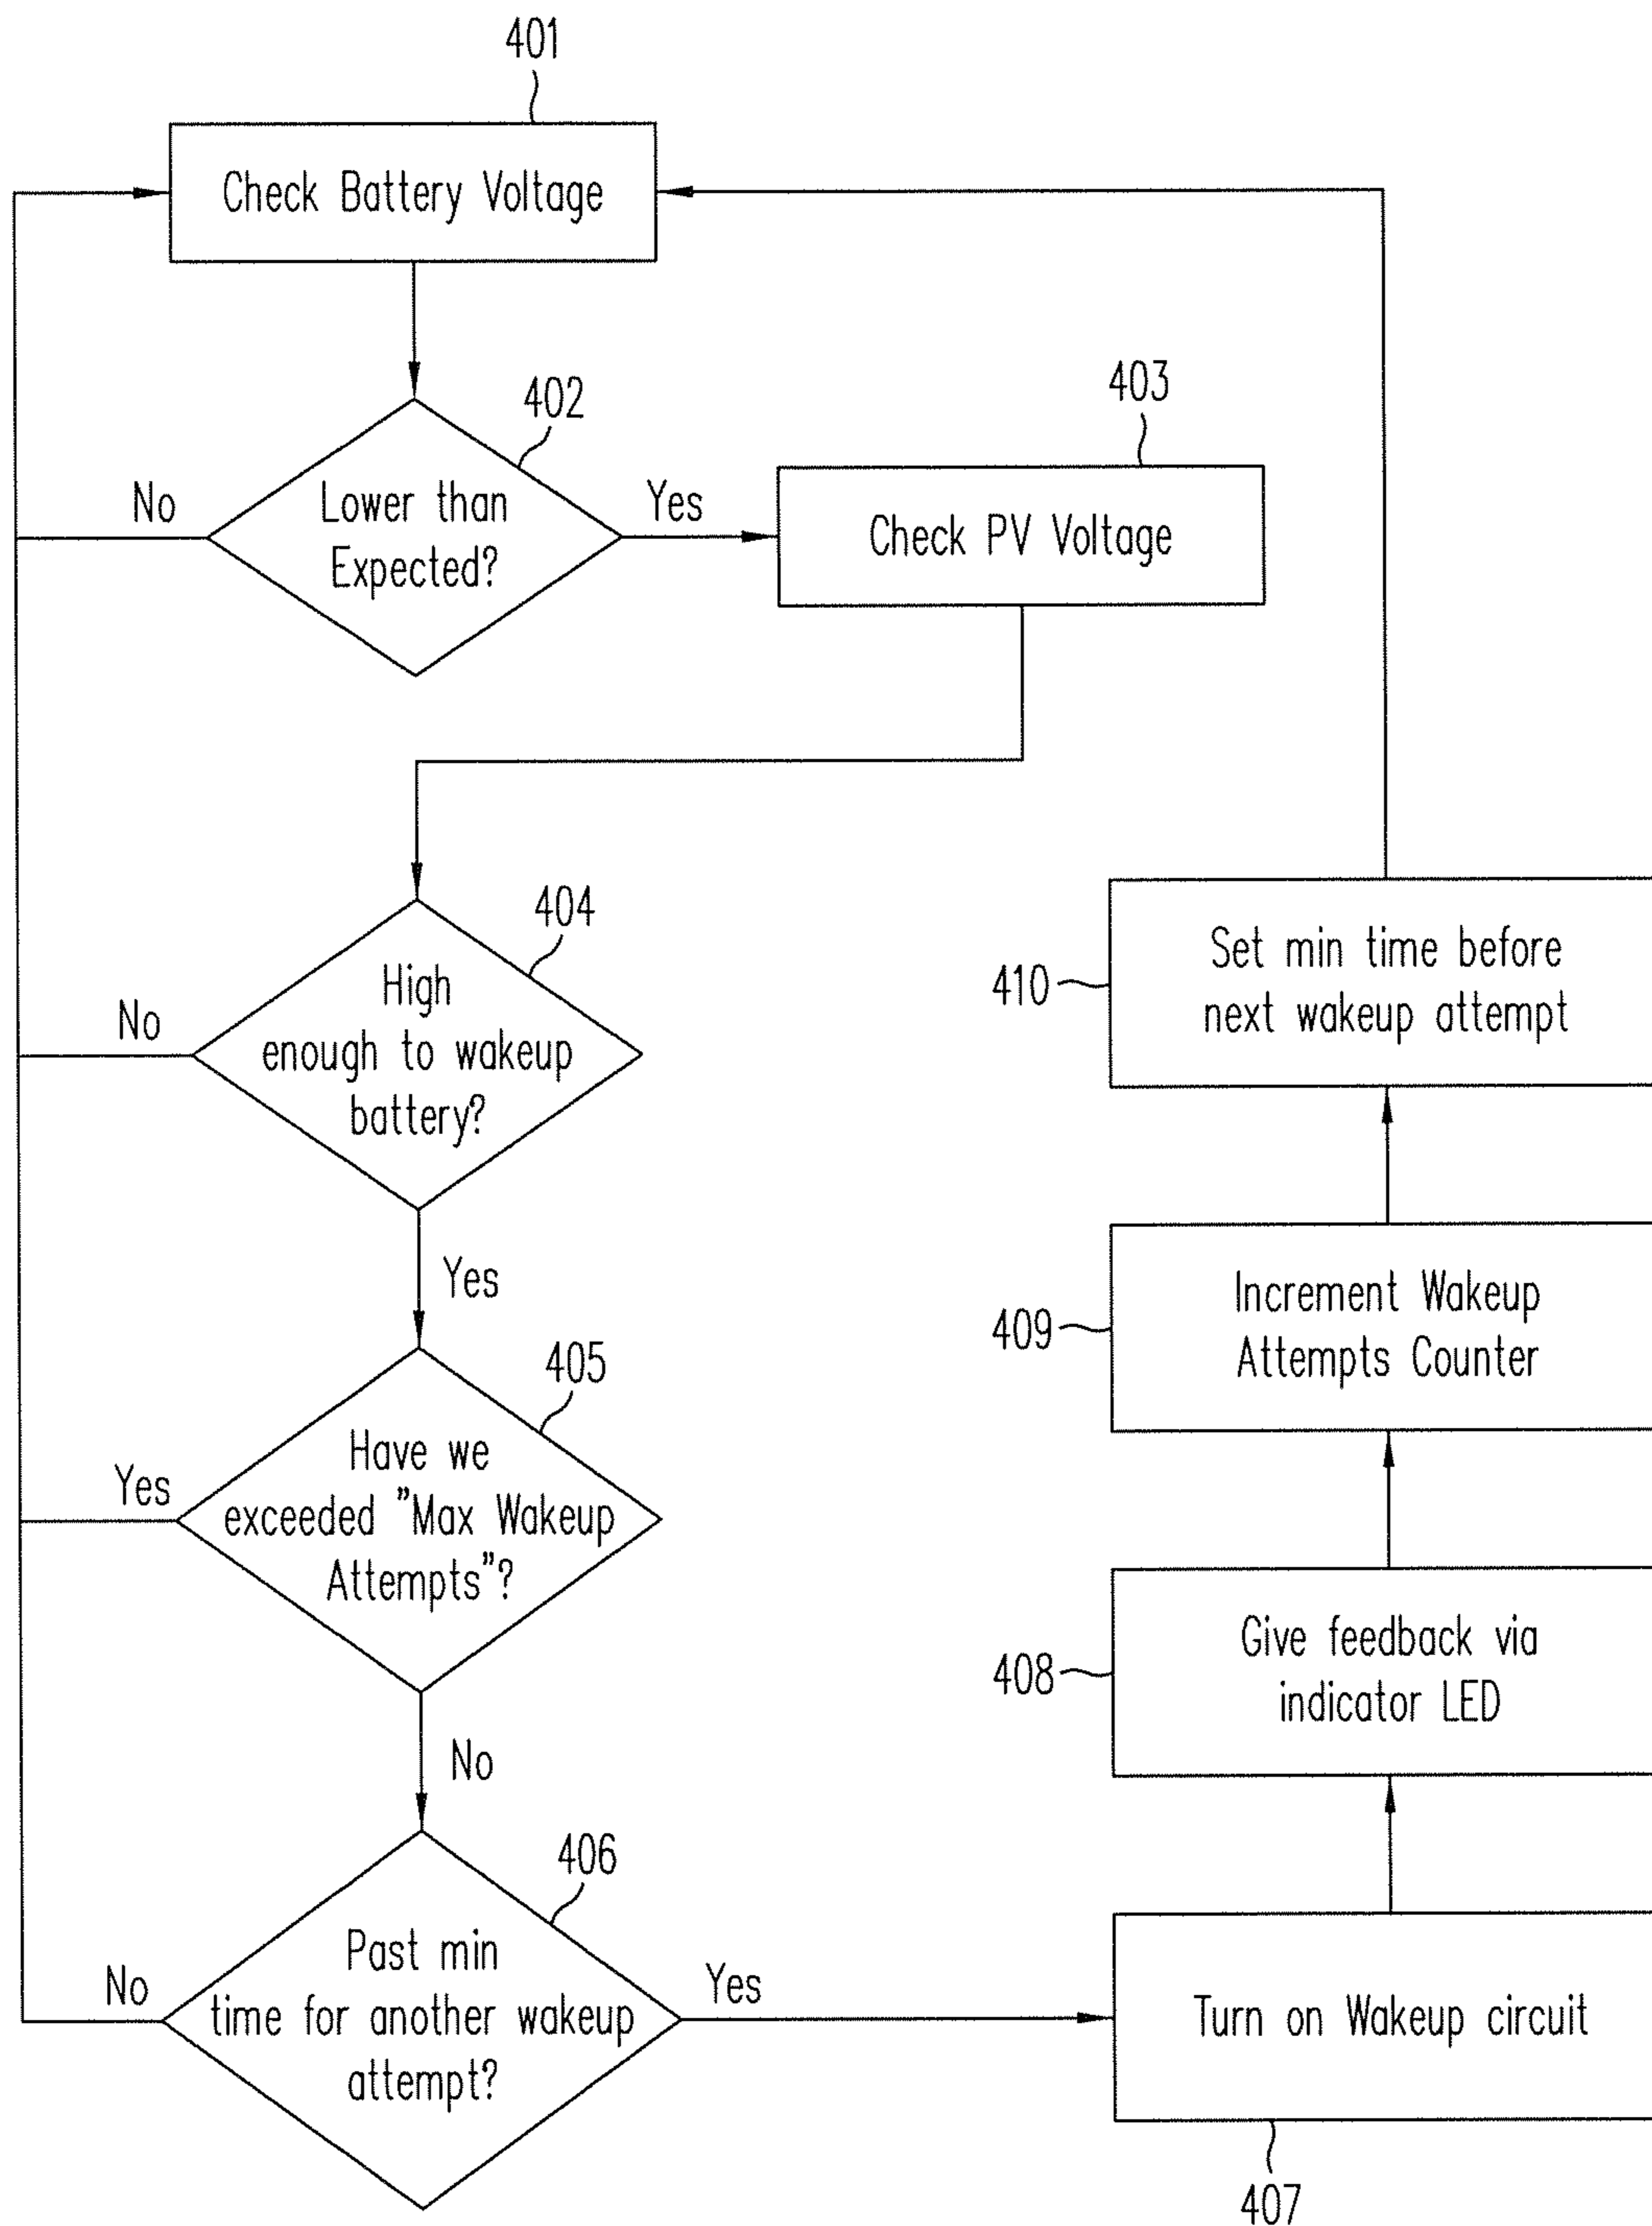 401
Check Battery Voltage
402
Lower than
Expected?
No
Yes
403
Check PV Voltage
404
High
enough to wakeup
battery?
No
Yes
405
Have we
exceeded "Max Wakeup
Attempts"?
Yes
No
406
Past min
time for another wakeup
attempt?
No
Yes
Turn on Wakeup circuit
407
Give feedback via
indicator LED
408
Increment Wakeup
Attempts Counter
409
Set min time before
next wakeup attempt
410